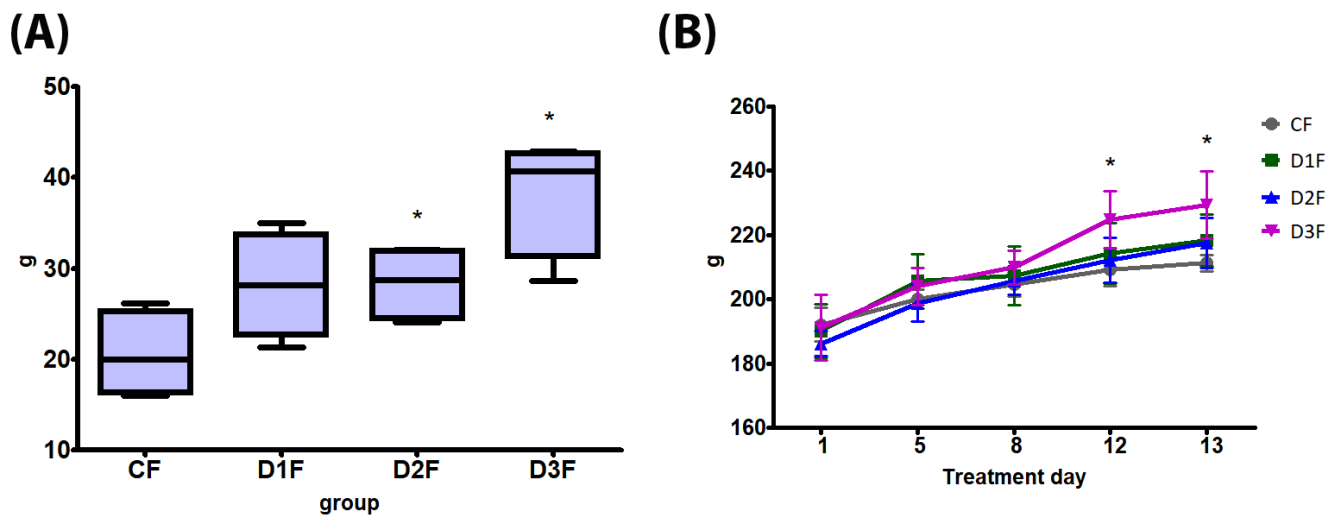 (A)
50
40
30
20
10
g
CF D1F D2F D3F
group
*
*
(B)
260
240
220
200
180
160
g
1 5 8 12 13
Treatment day
*
*
CF
D1F
D2F
D3F